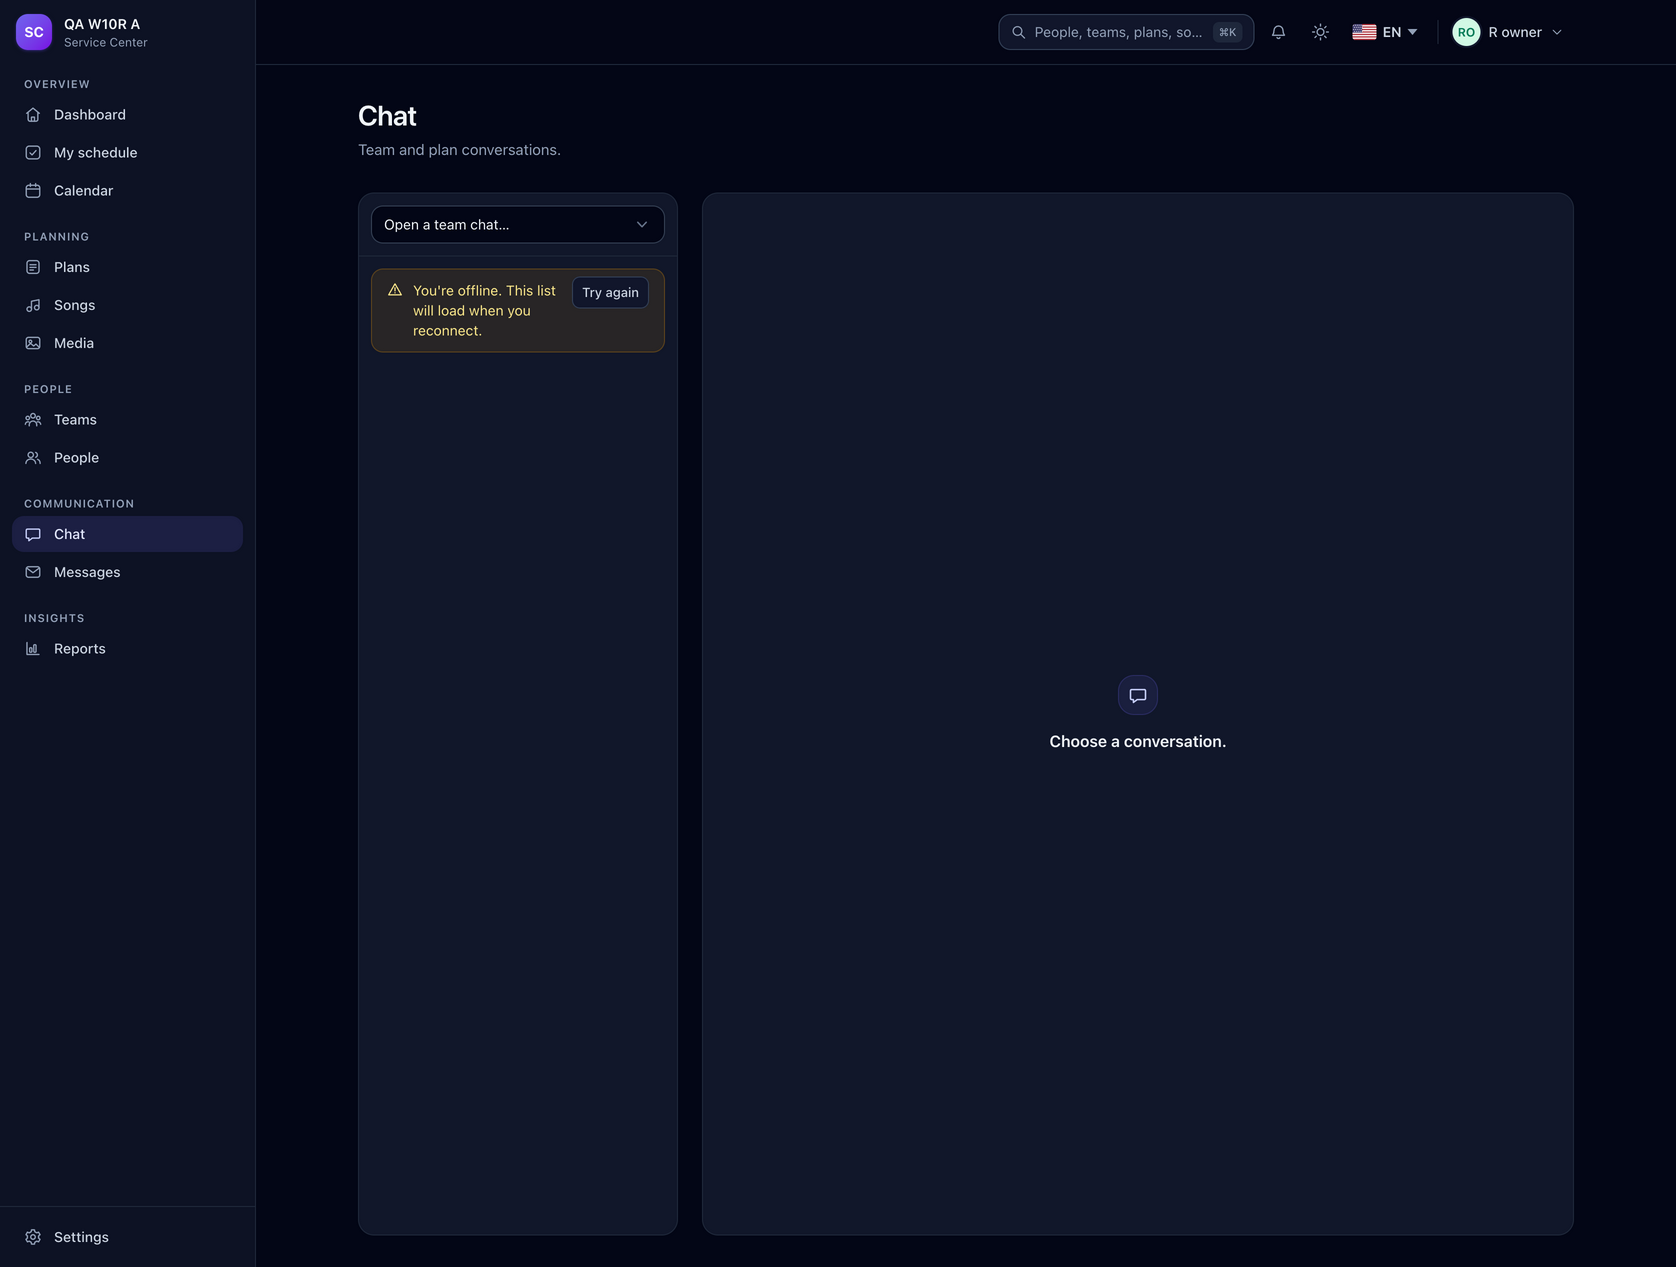 SC
QA W10R A
Service Center
People, teams, plans, so...
⌘K
EN
RO
R owner
OVERVIEW
Dashboard
My schedule
Calendar
PLANNING
Plans
Songs
Media
PEOPLE
Teams
People
COMMUNICATION
Chat
Messages
INSIGHTS
Reports
Settings
Chat
Team and plan conversations.
Open a team chat...
You're offline. This list
will load when you
reconnect.
Try again
Choose a conversation.